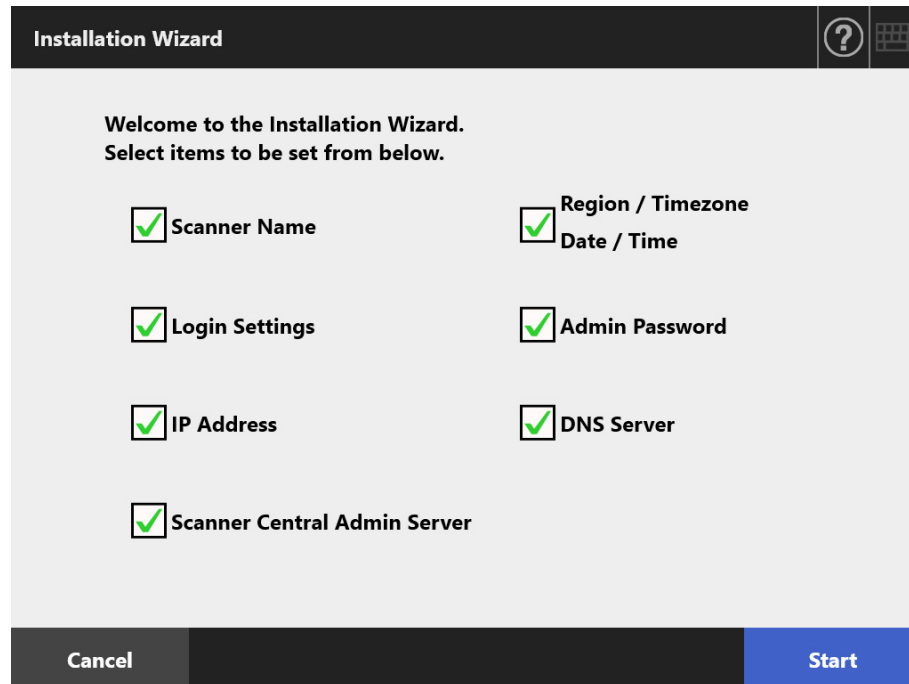 Installation Wizard
?
Welcome to the Installation Wizard.
Select items to be set from below.
Scanner Name
Region / Timezone
Date / Time
Login Settings
Admin Password
IP Address
DNS Server
Scanner Central Admin Server
Cancel
Start